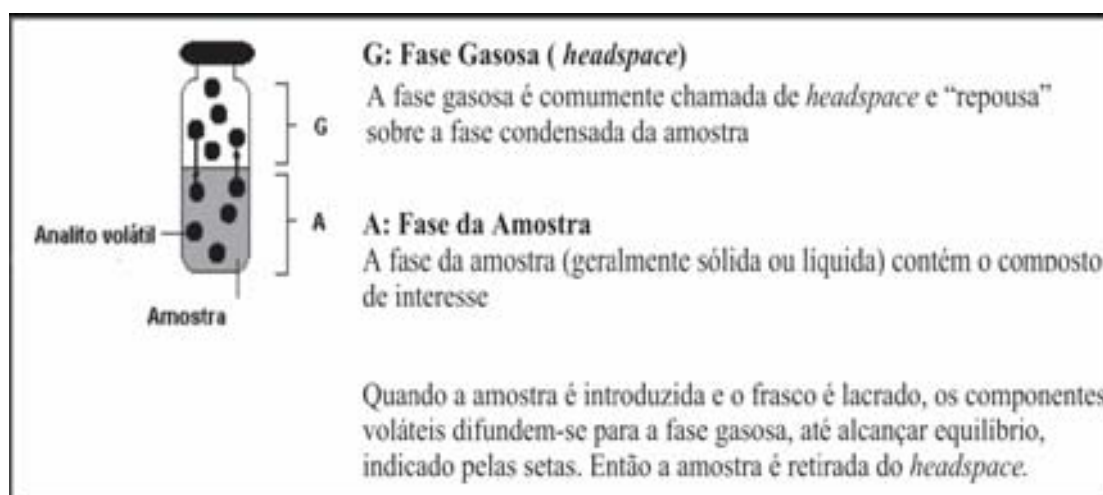 G: Fase Gasosa ( headspace)
A fase gasosa é comumente chamada de headspace e “repousa”
sobre a fase condensada da amostra
G
A: Fase da Amostra
A fase da amostra (geralmente sólida ou líquida) contém o composto
de interesse
A
Analito volátil
Amostra
Quando a amostra é introduzida e o frasco é lacrado, os componentes
voláteis difundem-se para a fase gasosa, até alcançar equilíbrio,
indicado pelas setas. Então a amostra é retirada do headspace.